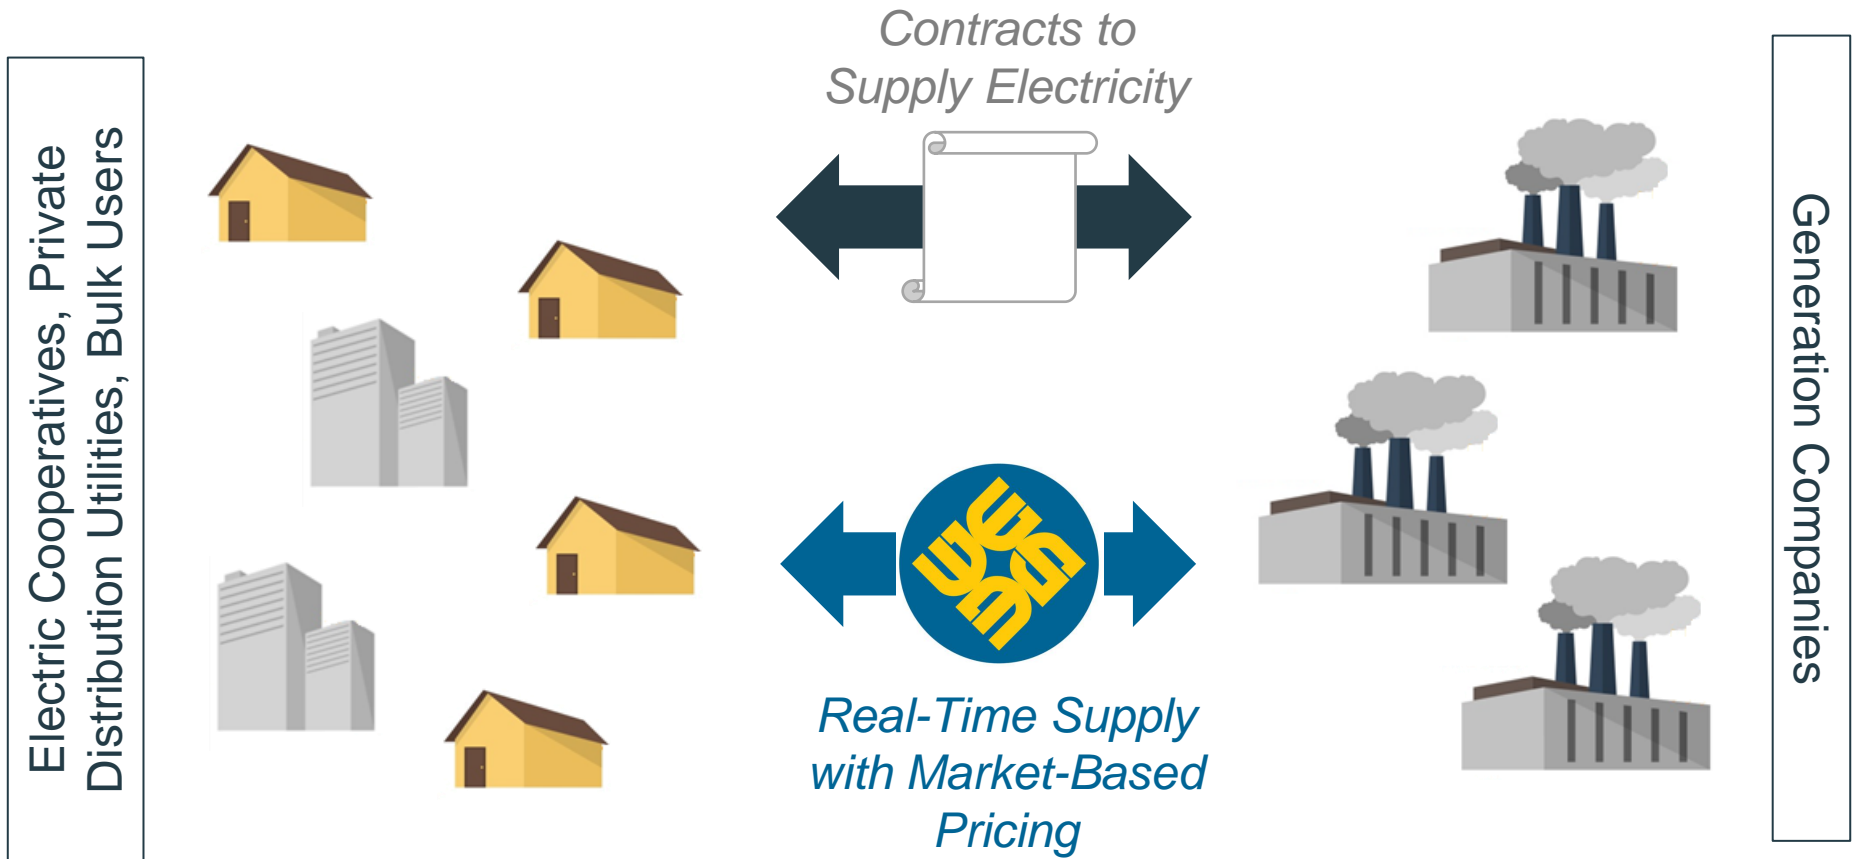 Contracts to
Supply Electricity
Electric Cooperatives, Private
Distribution Utilities, Bulk Users
Generation Companies
Real-Time Supply
with Market-Based
Pricing